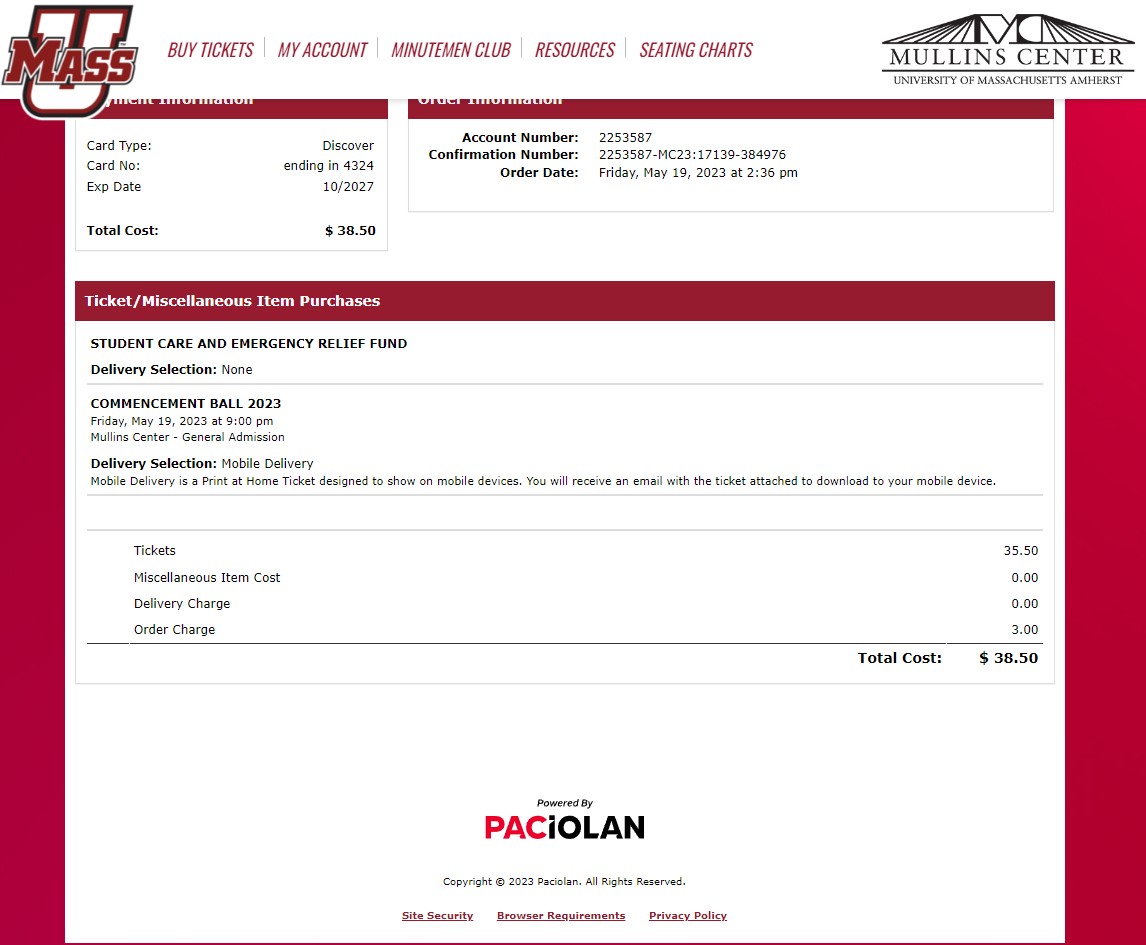 U
MASS
BUY TICKETS
MY ACCOUNT
MINUTEMEN CLUB
RESOURCES
SEATING CHARTS
MC
MULLINS CENTER
UNIVERSITY OF MASSACHUSETTS AMHERST
yment Information
Card Type: Discover
Card No: ending in 4324
Exp Date 10/2027
Total Cost: $ 38.50
Order Information
Account Number: 2253587
Confirmation Number: 2253587-MC23:17139-384976
Order Date: Friday, May 19, 2023 at 2:36 pm
Ticket/Miscellaneous Item Purchases
STUDENT CARE AND EMERGENCY RELIEF FUND
Delivery Selection: None
COMMENCEMENT BALL 2023
Friday, May 19, 2023 at 9:00 pm
Mullins Center - General Admission
Delivery Selection: Mobile Delivery
Mobile Delivery is a Print at Home Ticket designed to show on mobile devices. You will receive an email with the ticket attached to download to your mobile device.
Tickets 35.50
Miscellaneous Item Cost 0.00
Delivery Charge 0.00
Order Charge 3.00
Total Cost: $ 38.50
Powered By
PACiOLAN
Copyright © 2023 Paciolan. All Rights Reserved.
Site Security Browser Requirements Privacy Policy